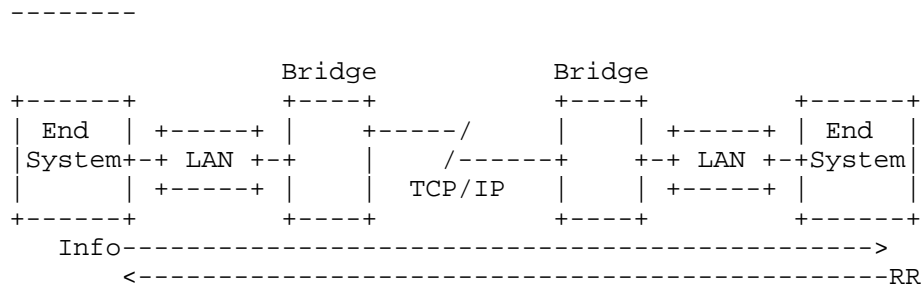 --------
Bridge Bridge
+------+ +----+ +----+ +------+
| End | +-----+ | +-----/ | | +-----+ | End |
|System+-+ LAN +-+ | /------+ +-+ LAN +-+System|
| | +-----+ | | TCP/IP | | +-----+ | |
+------+ +----+ +----+ +------+
Info----------------------------------------------->
<-----------------------------------------------RR